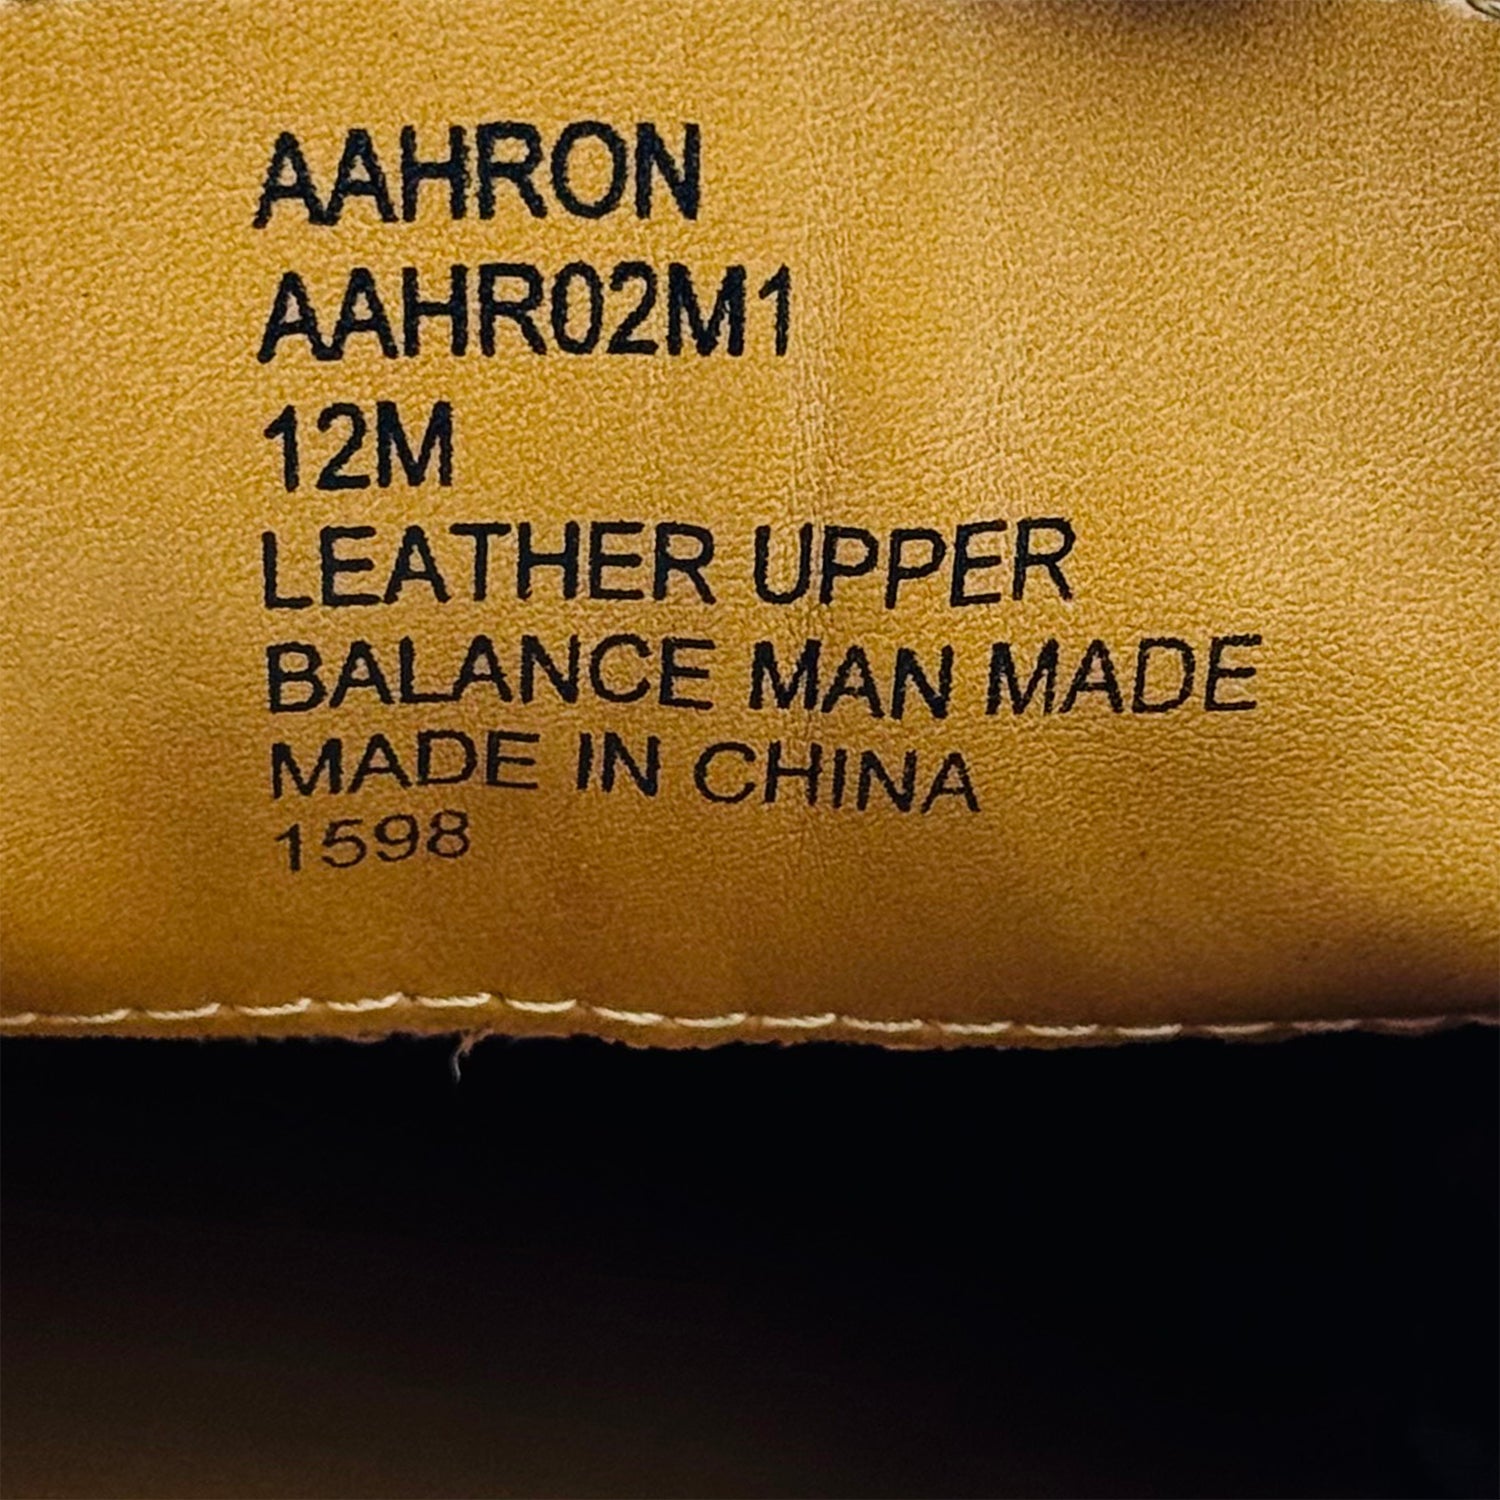 AAHRON
AAHR02M1
12M
LEATHER UPPER
BALANCE MAN MADE
MADE IN CHINA
1598